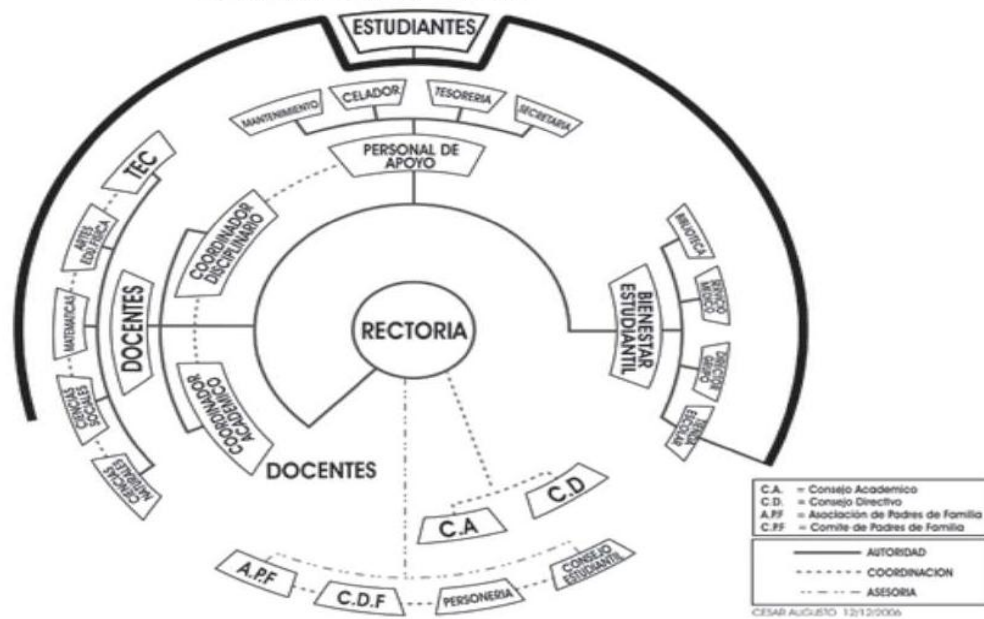 ESTUDIANTES
MANTENIMIENTO
CELADOR
TESORERIA
SECRETARIA
PERSONAL DE
APOYO
TEC
ARTES
EDU.FISICA
MATEMATICAS
CIENCIAS
SOCIALES
CIENCIAS
NATURALES
DOCENTES
COORDINADOR
DISCIPLINARIO
COORDINADOR
ACADEMICO
DOCENTES
RECTORIA
BIENESTAR
ESTUDIANTIL
BIBLIOTECA
SERVICIO
MEDICO
DIRECTOR
GRUPO
TIENDA
ESCOLAR
C.A
C.D
A.P.F
C.D.F
PERSONERIA
CONSEJO
ESTUDIANTIL
C.A. = Consejo Academico
C.D. = Consejo Directivo
A.P.F = Asociación de Padres de Familia
C.P.F = Comite de Padres de Familia
AUTORIDAD
COORDINACION
ASESORIA
CESAR AUGUSTO 12/12/2006